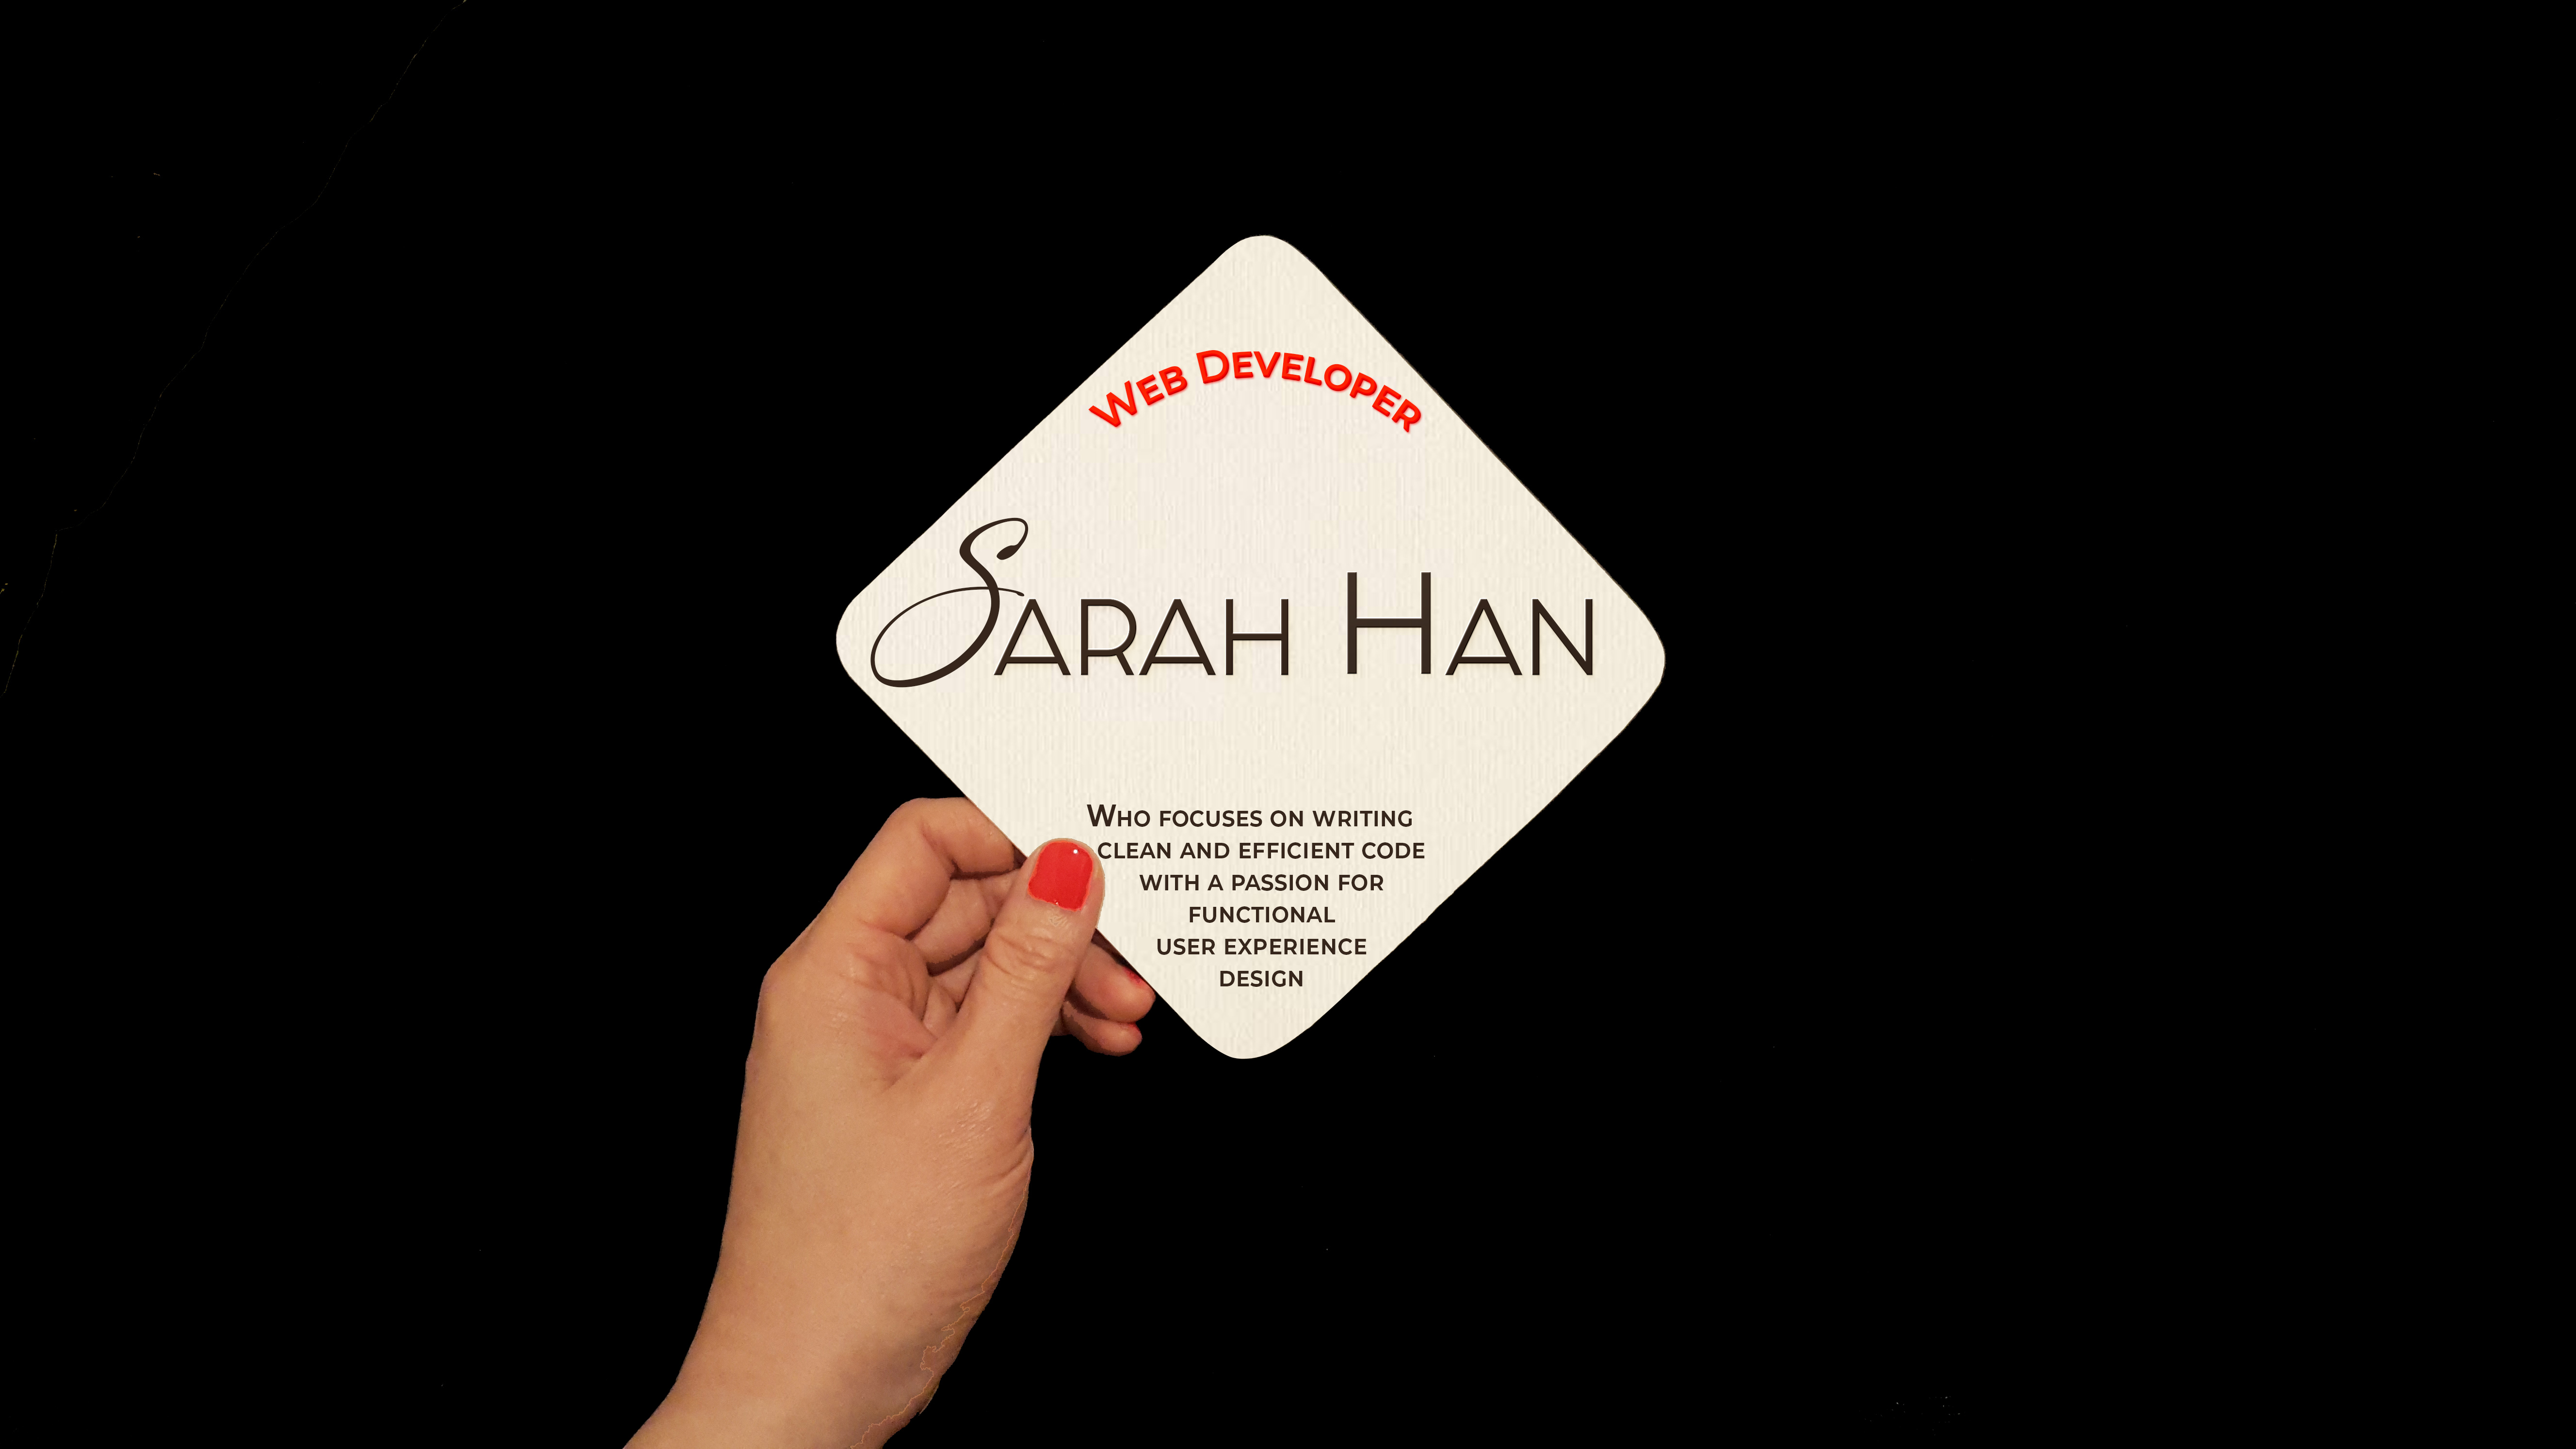 Web Developer
Sarah Han
Who focuses on writing
clean and efficient code
with a passion for
functional
user experience
design